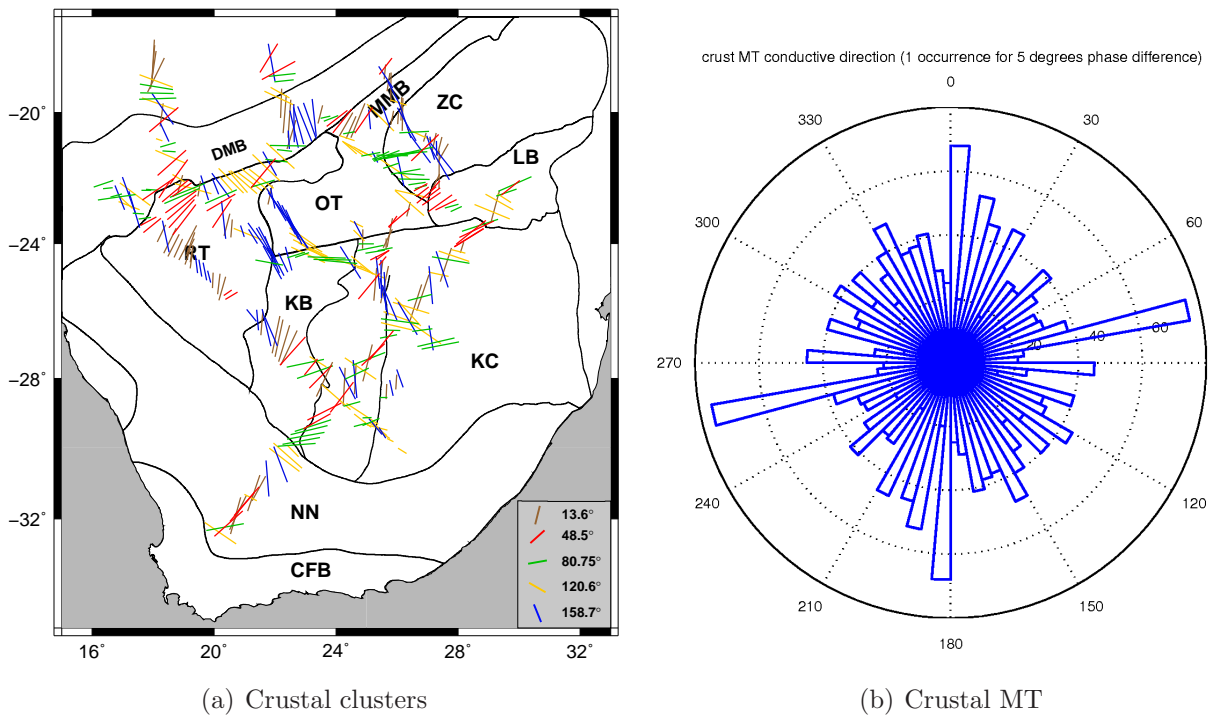 crust MT conductive direction (1 occurrence for 5 degrees phase difference)
−20
−24
−28
−32
16˚
20˚
24˚
28˚
32˚
MMB
ZC
DMB
LB
OT
RT
KB
KC
NN
CFB
13.6°
48.5°
80.75°
120.6°
158.7°
0
30
60
120
150
180
210
240
270
300
330
20
40
60
(a) Crustal clusters
(b) Crustal MT